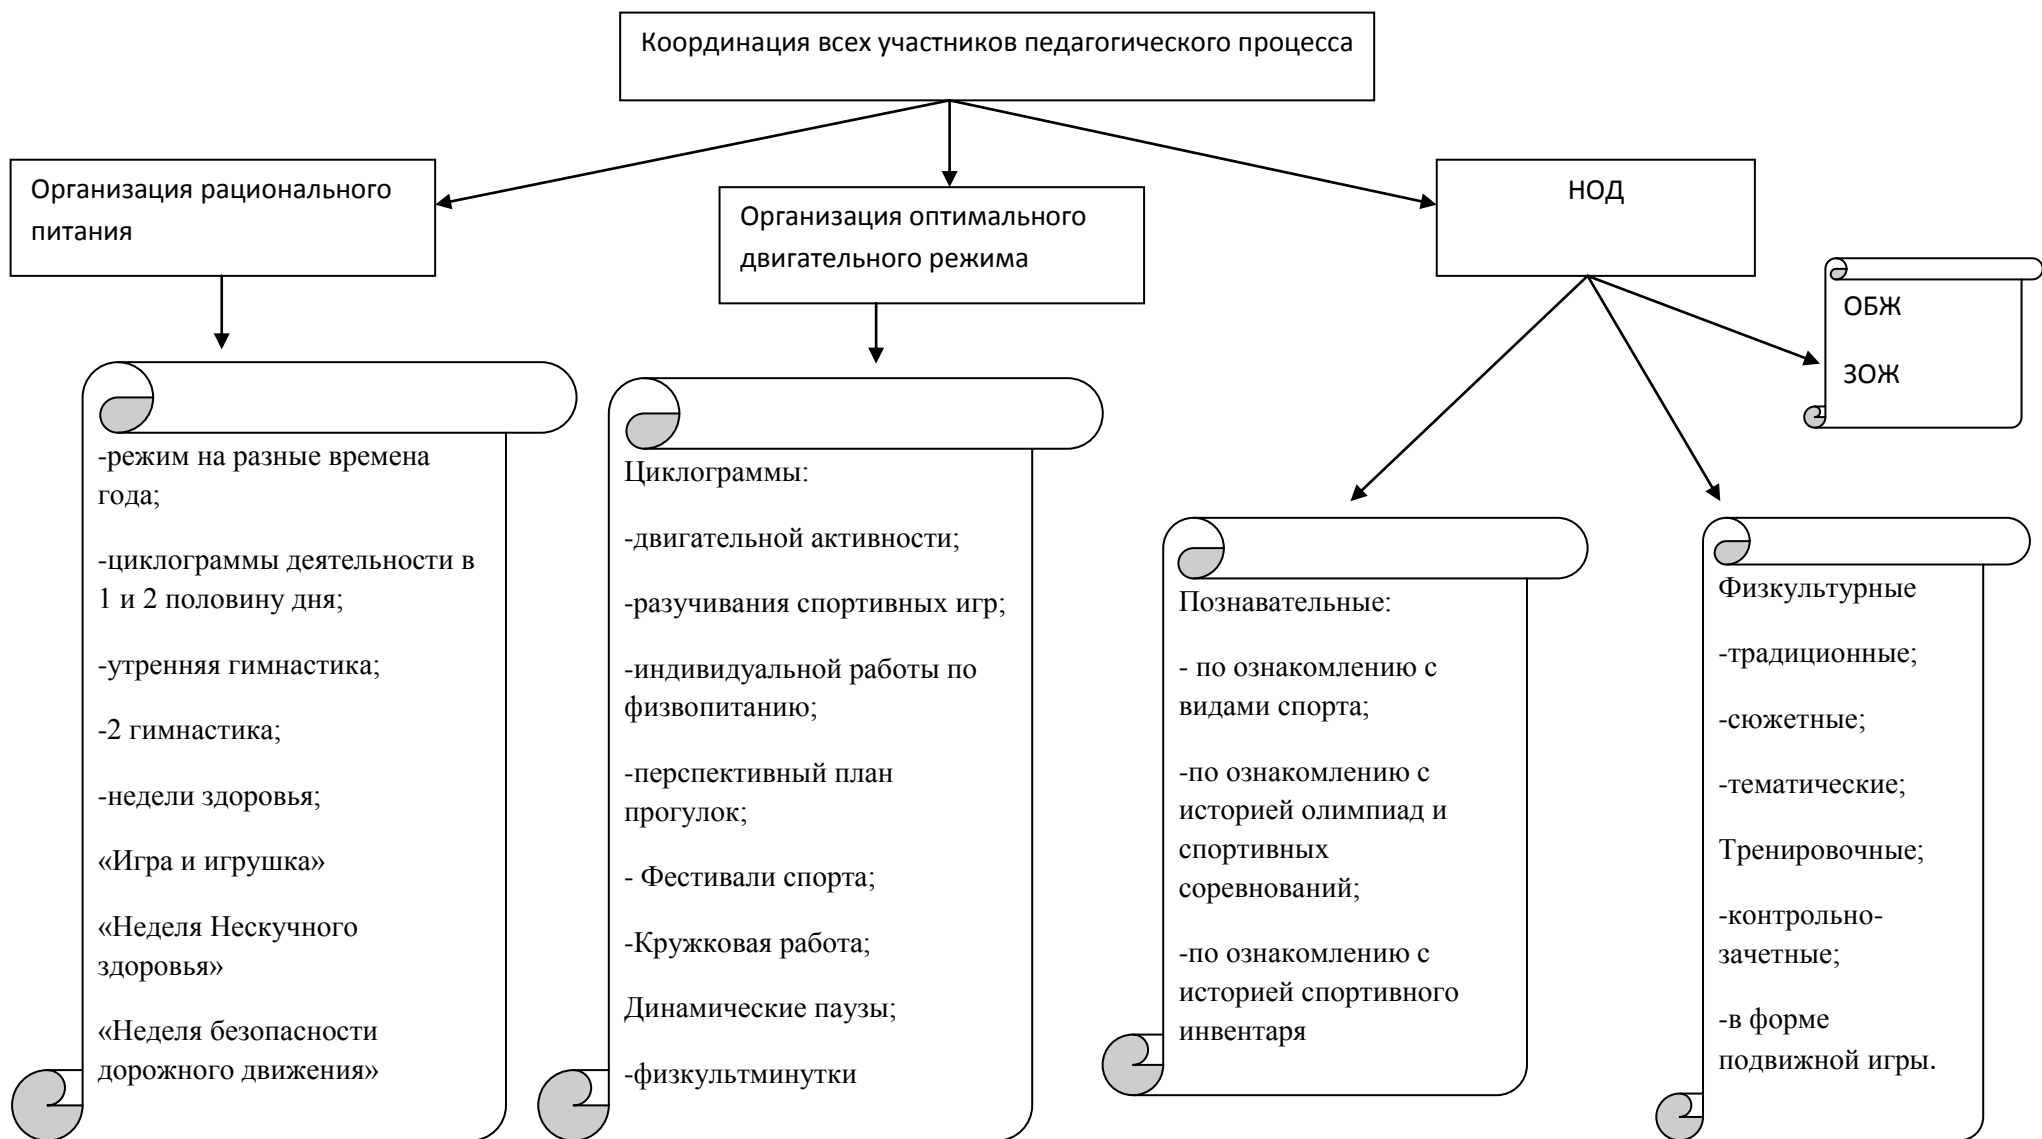 Координация всех участников педагогического процесса
Организация рационального
питания
Организация оптимального
двигательного режима
НОД
ОБЖ
ЗОЖ
-режим на разные времена
года;
-циклограммы деятельности в
1 и 2 половину дня;
-утренняя гимнастика;
-2 гимнастика;
-недели здоровья;
«Игра и игрушка»
«Неделя Нескучного
здоровья»
«Неделя безопасности
дорожного движения»
Циклограммы:
-двигательной активности;
-разучивания спортивных игр;
-индивидуальной работы по
физвопитанию;
-перспективный план
прогулок;
- Фестивали спорта;
-Кружковая работа;
Динамические паузы;
-физкультминутки
Познавательные:
- по ознакомлению с
видами спорта;
-по ознакомлению с
историей олимпиад и
спортивных
соревнований;
-по ознакомлению с
историей спортивного
инвентаря
Физкультурные
-традиционные;
-сюжетные;
-тематические;
Тренировочные;
-контрольно-
зачетные;
-в форме
подвижной игры.